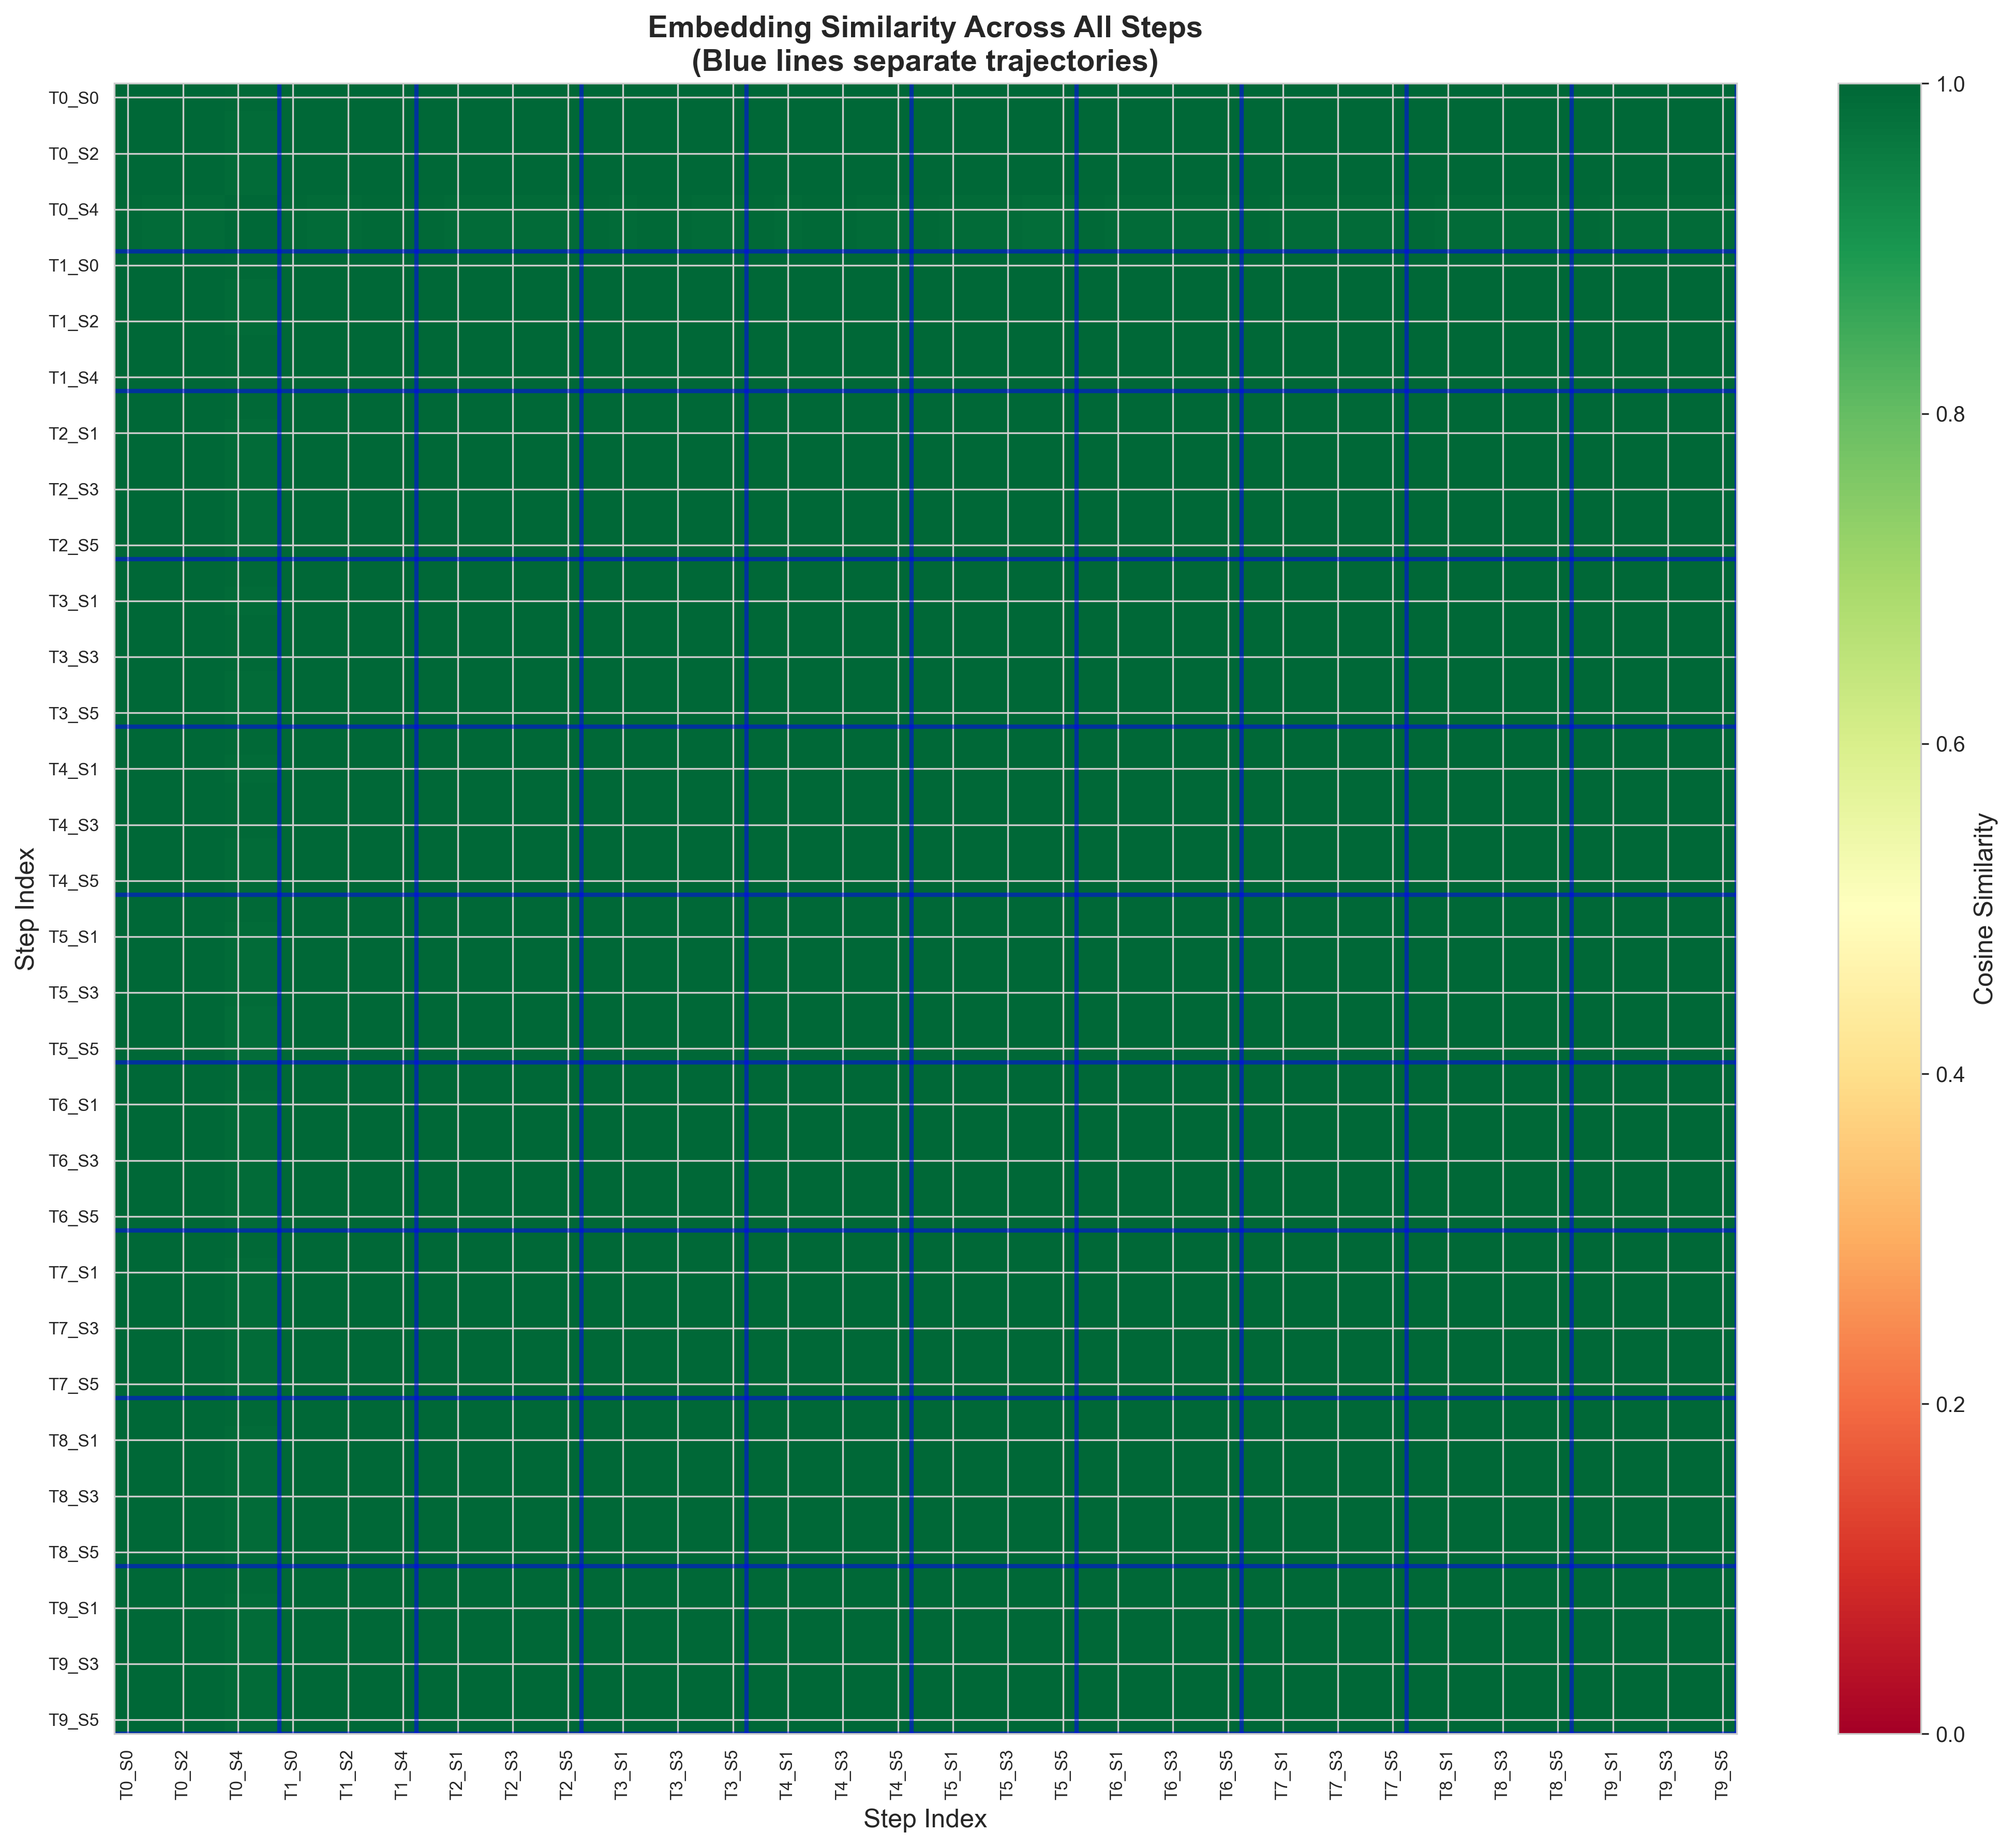 Embedding Similarity Across All Steps
(Blue lines separate trajectories)
T0_S0
T0_S2
T0_S4
T1_S0
T1_S2
T1_S4
T2_S1
T2_S3
T2_S5
T3_S1
T3_S3
T3_S5
T4_S1
T4_S3
T4_S5
T5_S1
T5_S3
T5_S5
T6_S1
T6_S3
T6_S5
T7_S1
T7_S3
T7_S5
T8_S1
T8_S3
T8_S5
T9_S1
T9_S3
T9_S5
Step Index
T0_S0
T0_S2
T0_S4
T1_S0
T1_S2
T1_S4
T2_S1
T2_S3
T2_S5
T3_S1
T3_S3
T3_S5
T4_S1
T4_S3
T4_S5
T5_S1
T5_S3
T5_S5
T6_S1
T6_S3
T6_S5
T7_S1
T7_S3
T7_S5
T8_S1
T8_S3
T8_S5
T9_S1
T9_S3
T9_S5
Step Index
1.0
0.8
0.6
0.4
0.2
0.0
Cosine Similarity